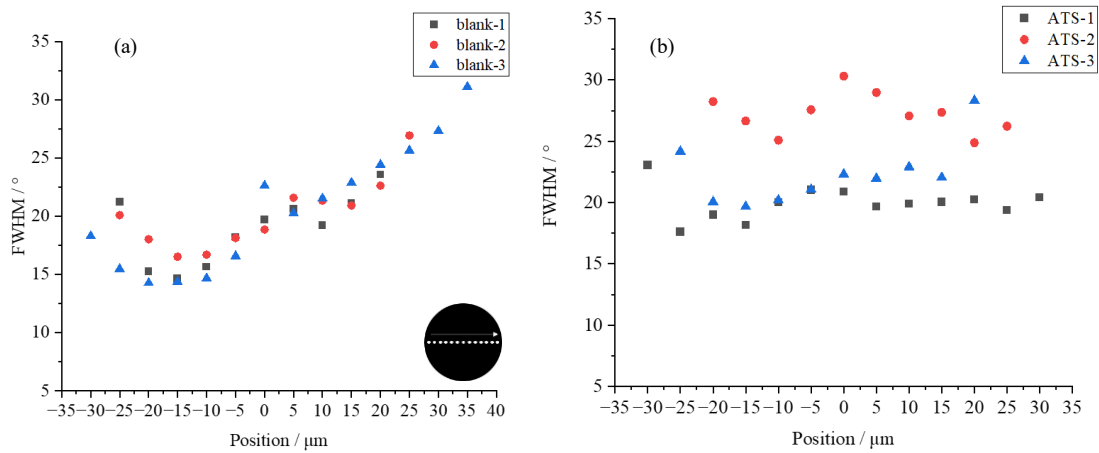 (a)
blank-1
blank-2
blank-3
FWHM / °
35
30
25
20
15
10
5
−35 −30 −25 −20 −15 −10 −5 0 5 10 15 20 25 30 35 40
Position / μm
(b)
ATS-1
ATS-2
ATS-3
FWHM / °
35
30
25
20
15
10
5
−35 −30 −25 −20 −15 −10 −5 0 5 10 15 20 25 30 35
Position / μm